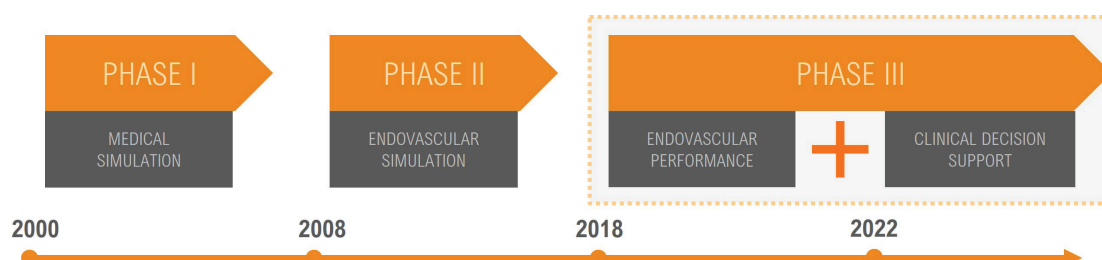 PHASE I
PHASE II
PHASE III
MEDICAL
SIMULATION
ENDOVASCULAR
SIMULATION
ENDOVASCULAR
PERFORMANCE
+
CLINICAL DECISION
SUPPORT
2000
2008
2018
2022